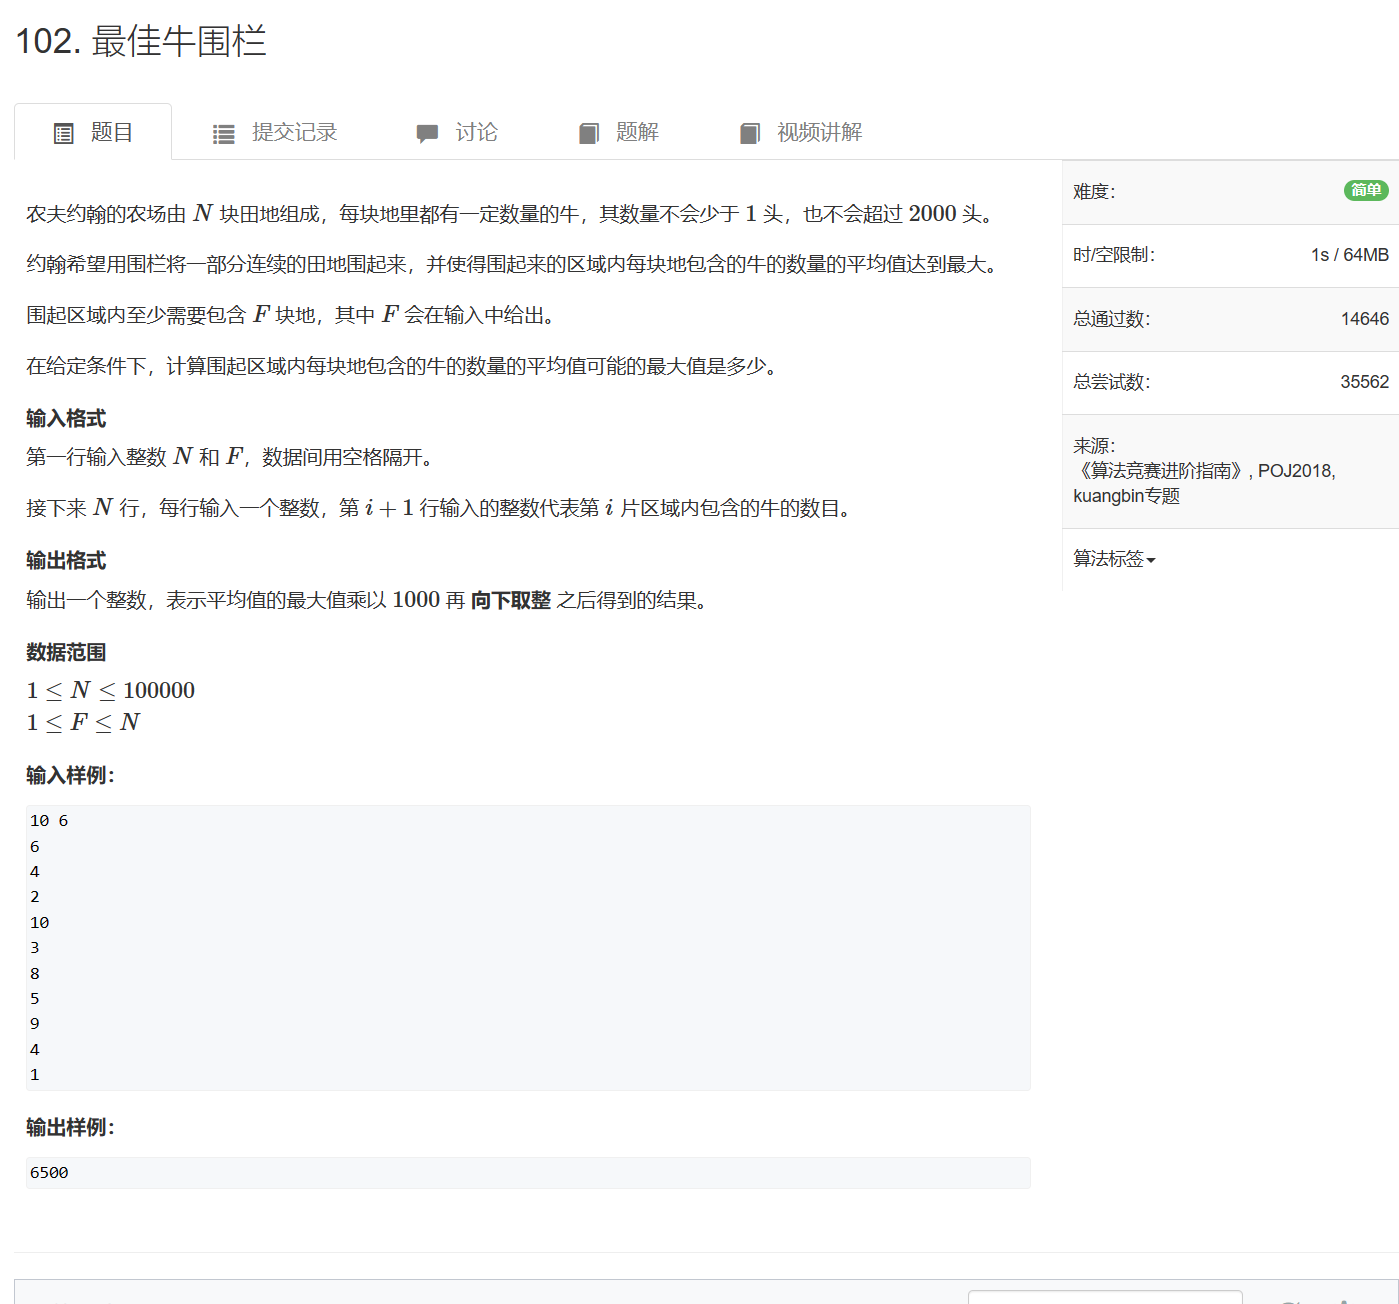 102. 最佳牛围栏
题目 提交记录 讨论 题解 视频讲解
农夫约翰的农场由 N 块田地组成，每块地里都有一定数量的牛，其数量不会少于 1 头，也不会超过 2000 头。
约翰希望用围栏将一部分连续的田地围起来，并使得围起来的区域内每块地包含的牛的数量的平均值达到最大。
围起区域内至少需要包含 F 块地，其中 F 会在输入中给出。
在给定条件下，计算围起区域内每块地包含的牛的数量的平均值可能的最大值是多少。
输入格式
第一行输入整数 N 和 F，数据间用空格隔开。
接下来 N 行，每行输入一个整数，第 i + 1 行输入的整数代表第 i 片区域内包含的牛的数目。
输出格式
输出一个整数，表示平均值的最大值乘以 1000 再 向下取整 之后得到的结果。
数据范围
1 ≤ N ≤ 100000
1 ≤ F ≤ N
输入样例：
10 6
6
4
2
10
3
8
5
9
4
1
输出样例：
6500
难度： 简单
时/空限制： 1s / 64MB
总通过数： 14646
总尝试数： 35562
来源：
《算法竞赛进阶指南》, POJ2018,
kuangbin专题
算法标签